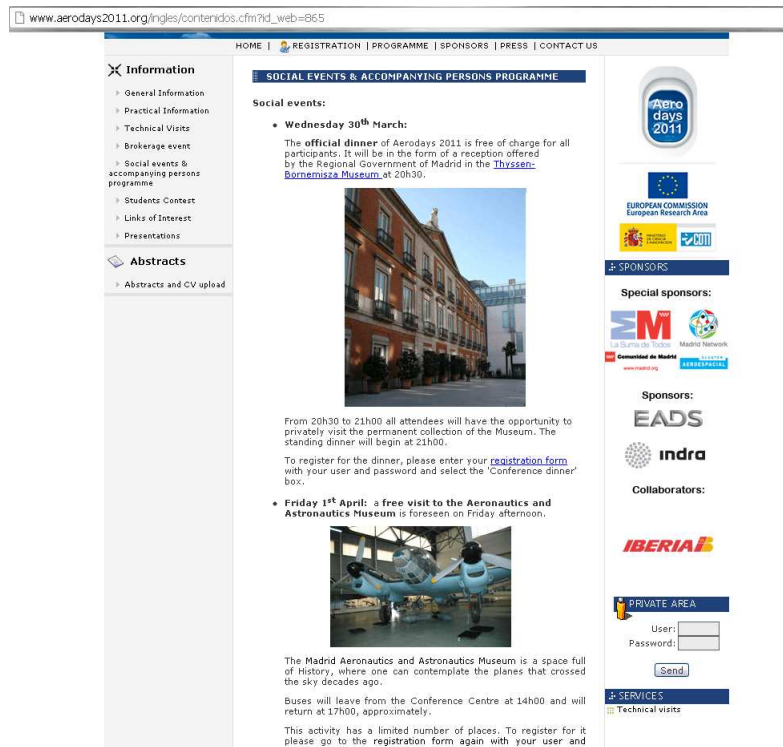 www.aerodays2011.org/ingles/contenidos.cfm?id_web=865
HOME | REGISTRATION | PROGRAMME | SPONSORS | PRESS | CONTACT US
Information
General Information
Practical Information
Technical Visits
Brokerage event
Social events &
accompanying persons
programme
Students Contest
Links of Interest
Presentations
Abstracts
Abstracts and CV upload
SOCIAL EVENTS & ACCOMPANYING PERSONS PROGRAMME
Social events:
Wednesday 30th March:
The official dinner of Aerodays 2011 is free of charge for all
participants. It will be in the form of a reception offered
by the Regional Government of Madrid in the Thyssen-
Bornemisza Museum at 20h30.
From 20h30 to 21h00 all attendees will have the opportunity to
privately visit the permanent collection of the Museum. The
standing dinner will begin at 21h00.
To register for the dinner, please enter your registration form
with your user and password and select the 'Conference dinner'
box.
Friday 1st April: a free visit to the Aeronautics and
Astronautics Museum is foreseen on Friday afternoon.
The Madrid Aeronautics and Astronautics Museum is a space full
of History, where one can contemplate the planes that crossed
the sky decades ago.
Buses will leave from the Conference Centre at 14h00 and will
return at 17h00, approximately.
This activity has a limited number of places. To register for it
please go to the registration form again with your user and
Aero
days
2011
EUROPEAN COMMISSION
European Research Area
CDTI
SPONSORS
Special sponsors:
EM
La Suma de Todos
Comunidad de Madrid
www.madrid.org
Madrid Network
CLUSTER
AEROESPACIAL
Sponsors:
EADS
indra
Collaborators:
IBERIA
PRIVATE AREA
User:
Password:
Send
SERVICES
Technical visits